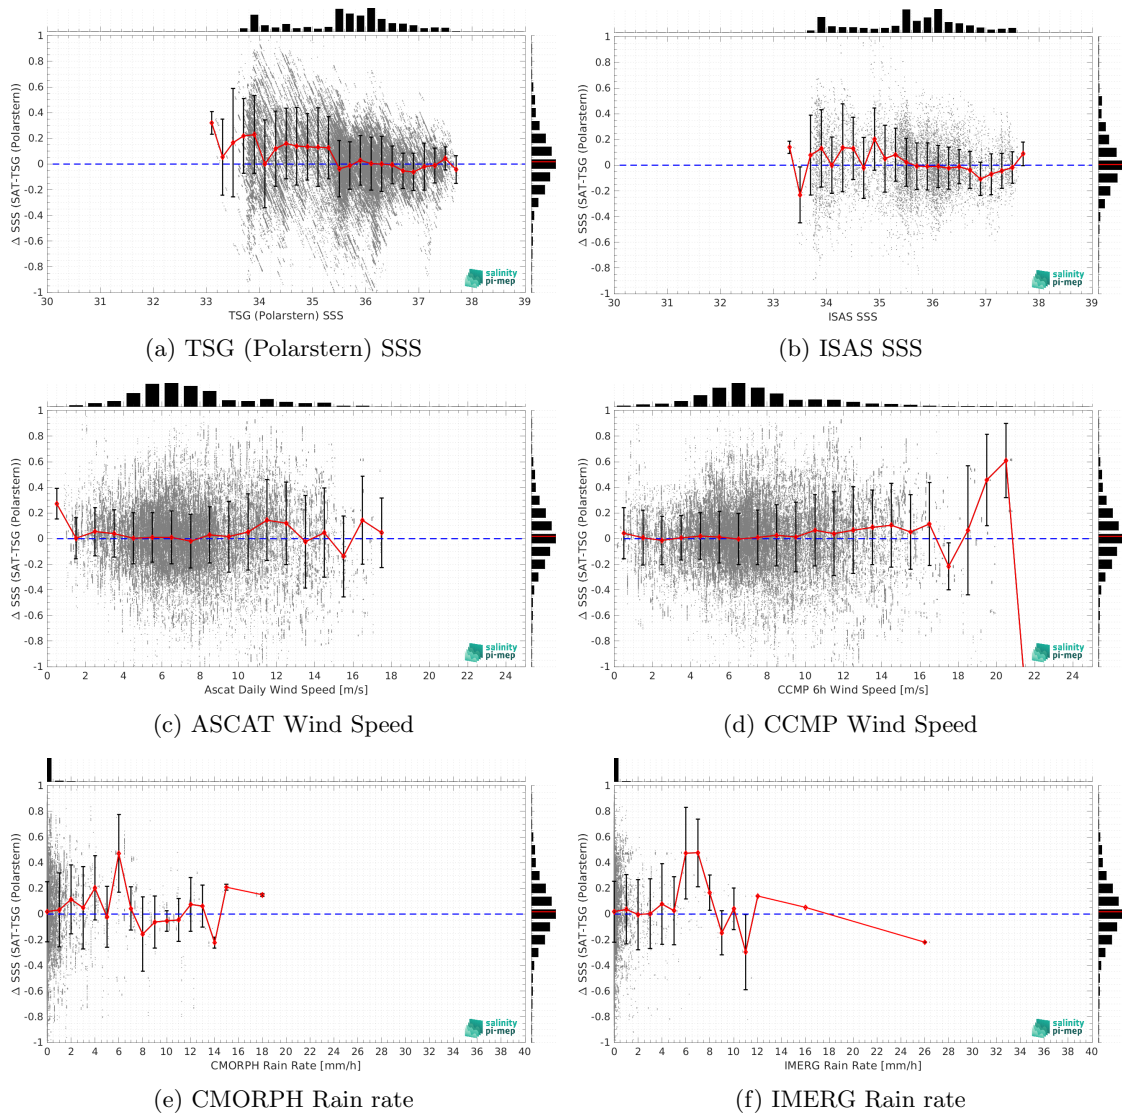 1
0.8
0.6
0.4
0.2
0
-0.2
-0.4
-0.6
-0.8
-1
Δ SSS (SAT-TSG (Polarstern))
30 31 32 33 34 35 36 37 38 39
TSG (Polarstern) SSS
salinity
pi-mep
(a) TSG (Polarstern) SSS
1
0.8
0.6
0.4
0.2
0
-0.2
-0.4
-0.6
-0.8
-1
Δ SSS (SAT-TSG (Polarstern))
30 31 32 33 34 35 36 37 38 39
ISAS SSS
salinity
pi-mep
(b) ISAS SSS
1
0.8
0.6
0.4
0.2
0
-0.2
-0.4
-0.6
-0.8
-1
Δ SSS (SAT-TSG (Polarstern))
0 2 4 6 8 10 12 14 16 18 20 22 24
Ascat Daily Wind Speed [m/s]
salinity
pi-mep
(c) ASCAT Wind Speed
1
0.8
0.6
0.4
0.2
0
-0.2
-0.4
-0.6
-0.8
-1
Δ SSS (SAT-TSG (Polarstern))
0 2 4 6 8 10 12 14 16 18 20 22 24
CCMP 6h Wind Speed [m/s]
salinity
pi-mep
(d) CCMP Wind Speed
1
0.8
0.6
0.4
0.2
0
-0.2
-0.4
-0.6
-0.8
-1
Δ SSS (SAT-TSG (Polarstern))
0 2 4 6 8 10 12 14 16 18 20 22 24 26 28 30 32 34 36 38 40
CMORPH Rain Rate [mm/h]
salinity
pi-mep
(e) CMORPH Rain rate
1
0.8
0.6
0.4
0.2
0
-0.2
-0.4
-0.6
-0.8
-1
Δ SSS (SAT-TSG (Polarstern))
0 2 4 6 8 10 12 14 16 18 20 22 24 26 28 30 32 34 36 38 40
IMERG Rain Rate [mm/h]
salinity
pi-mep
(f) IMERG Rain rate